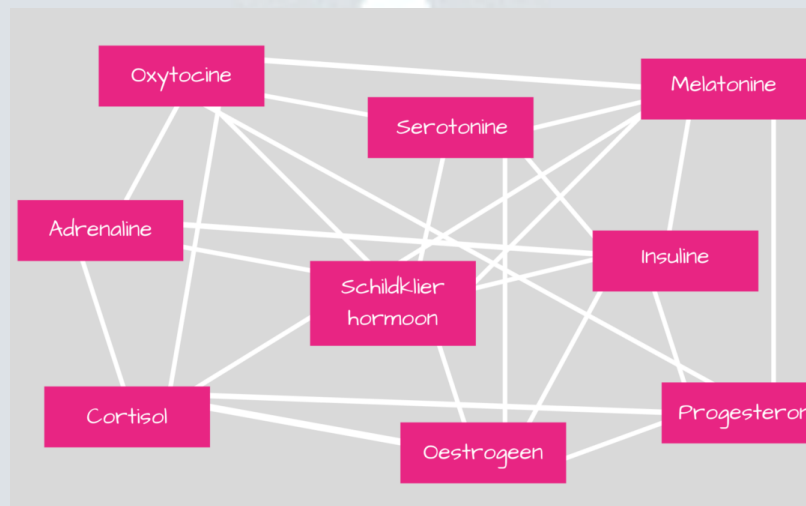 Oxytocine
Melatonine
Serotonine
Adrenaline
Insuline
Schildklier
hormoon
Cortisol
Progesteron
Oestrogeen